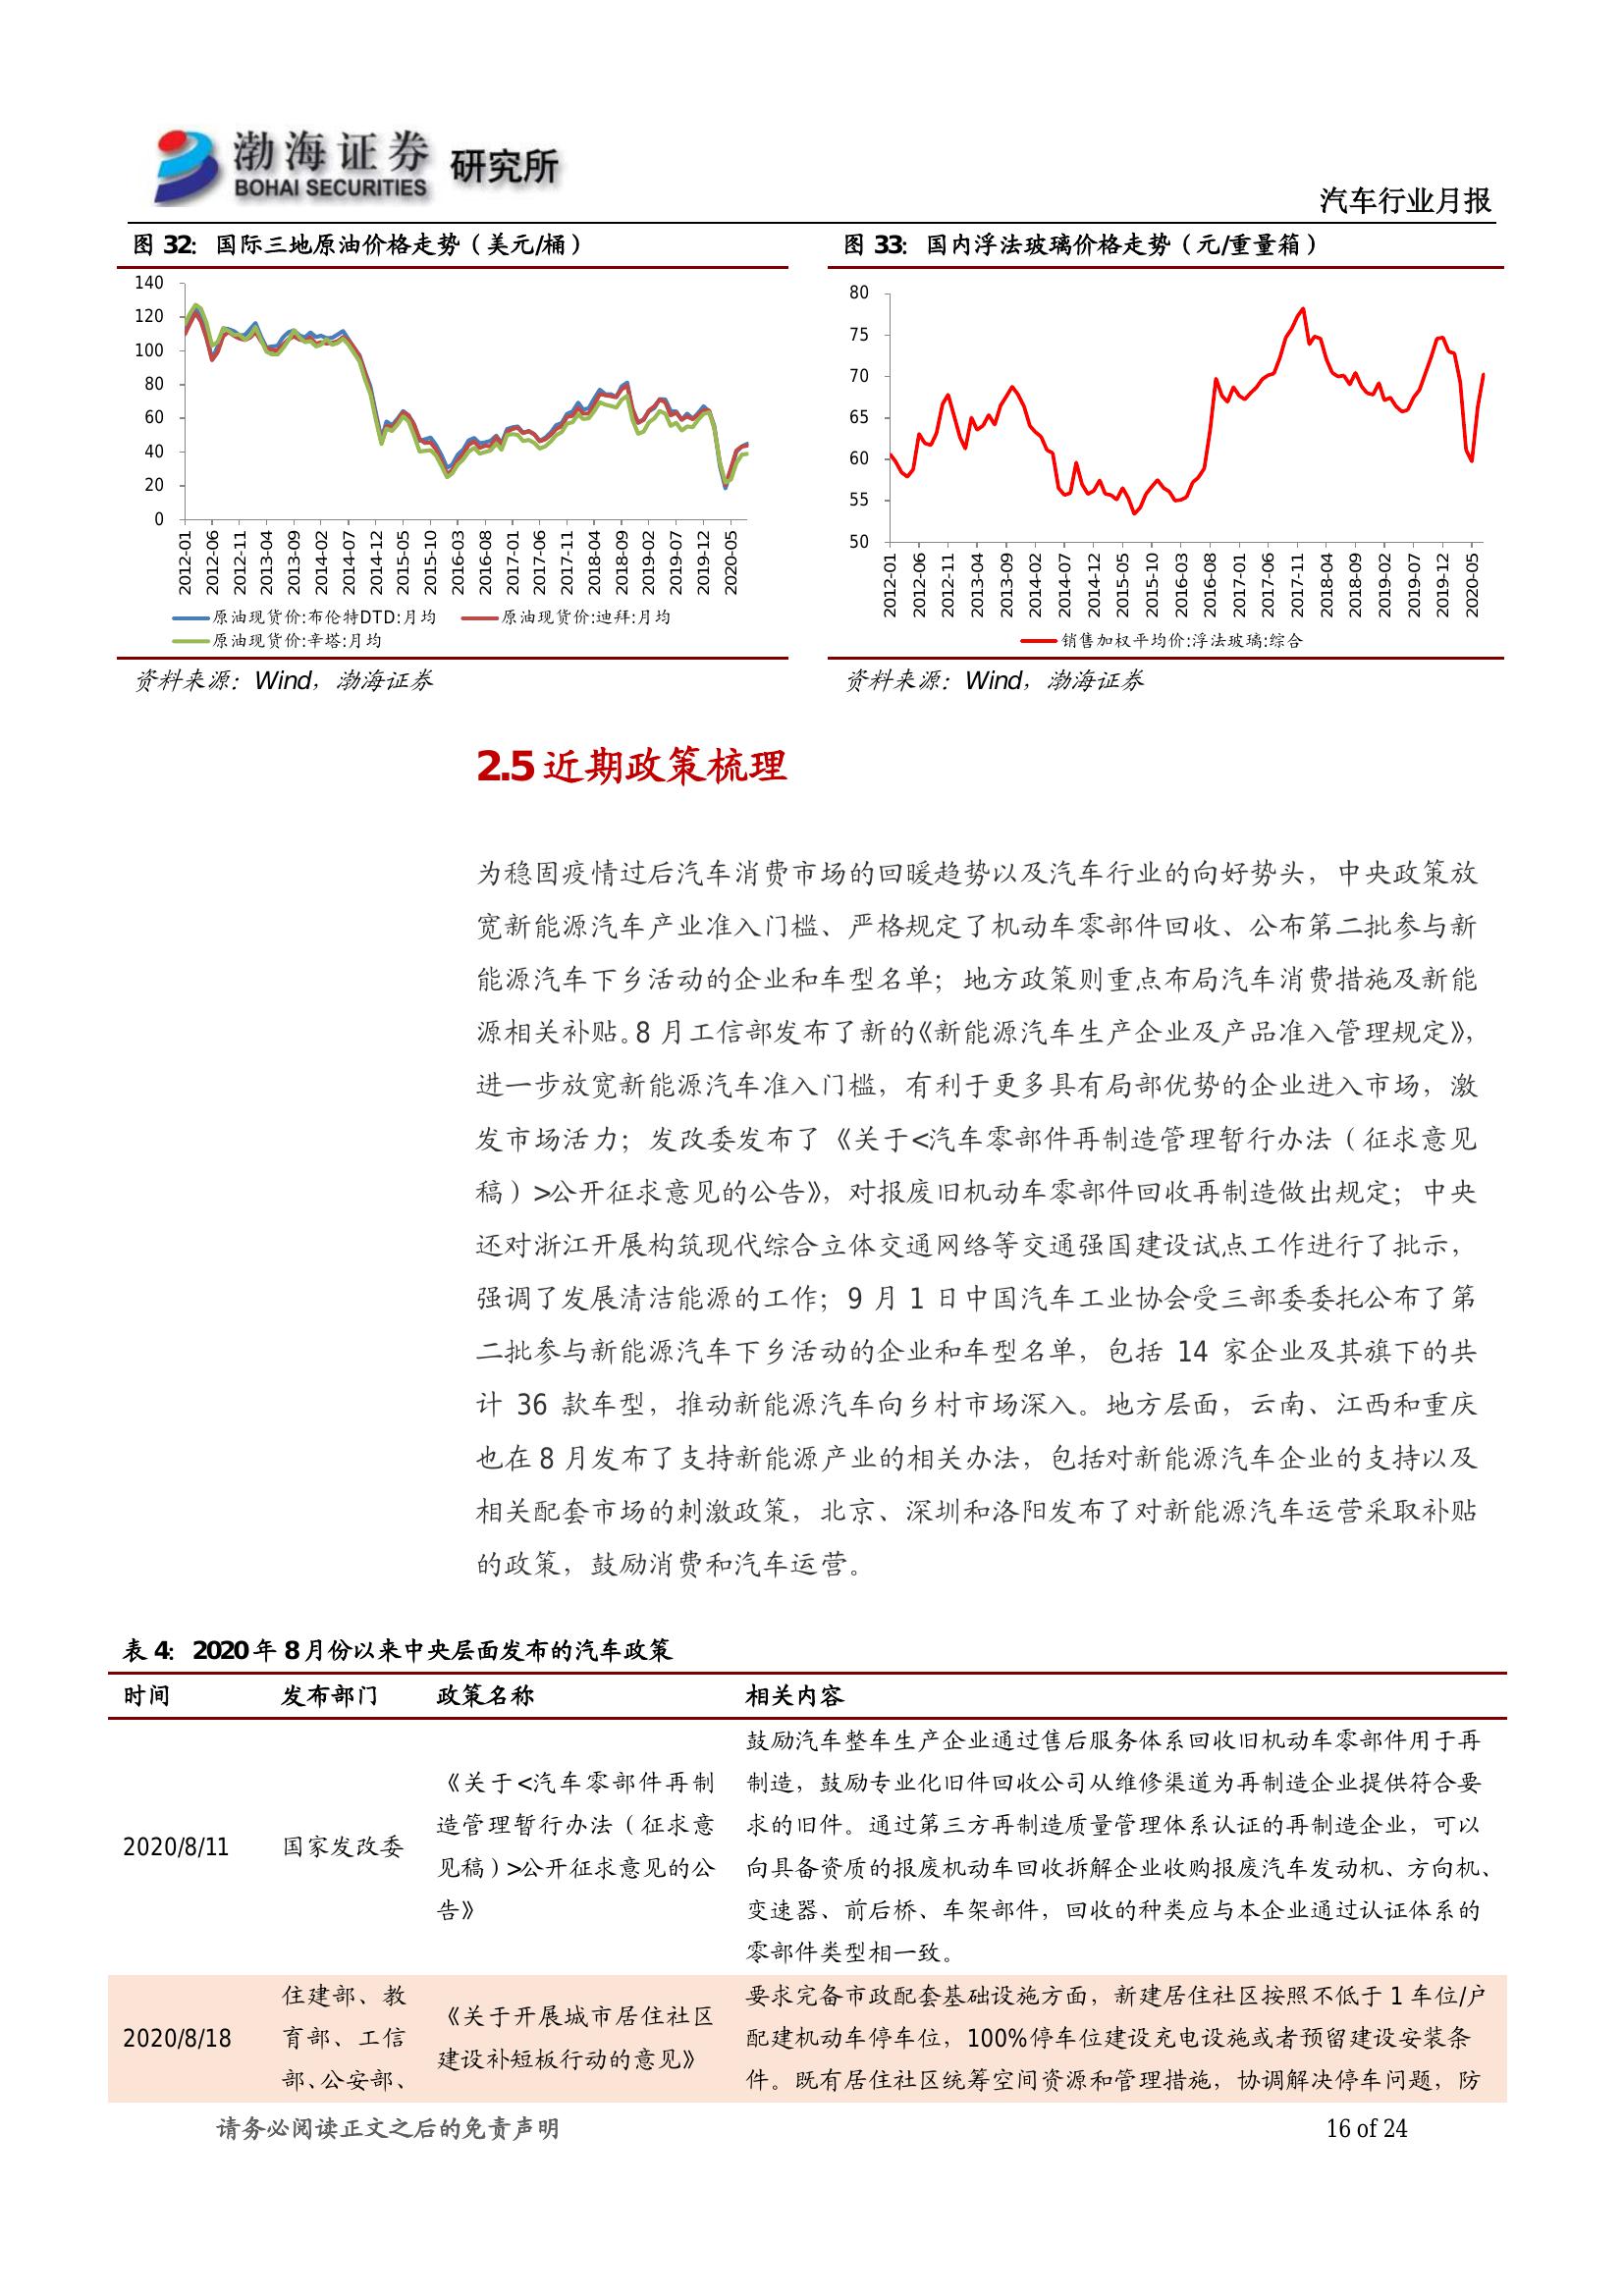 渤海证券 研究所
BOHAI SECURITIES
汽车行业月报
图 32：国际三地原油价格走势（美元/桶）
140
120
100
80
60
40
20
0
2012-01
2012-06
2012-11
2013-04
2013-09
2014-02
2014-07
2014-12
2015-05
2015-10
2016-03
2016-08
2017-01
2017-06
2017-11
2018-04
2018-09
2019-02
2019-07
2019-12
2020-05
原油现货价:布伦特DTD:月均
原油现货价:迪拜:月均
原油现货价:辛塔:月均
资料来源：Wind，渤海证券
图 33：国内浮法玻璃价格走势（元/重量箱）
80
75
70
65
60
55
50
2012-01
2012-06
2012-11
2013-04
2013-09
2014-02
2014-07
2014-12
2015-05
2015-10
2016-03
2016-08
2017-01
2017-06
2017-11
2018-04
2018-09
2019-02
2019-07
2019-12
2020-05
销售加权平均价:浮法玻璃:综合
资料来源：Wind，渤海证券
2.5 近期政策梳理
为稳固疫情过后汽车消费市场的回暖趋势以及汽车行业的向好势头，中央政策放
宽新能源汽车产业准入门槛、严格规定了机动车零部件回收、公布第二批参与新
能源汽车下乡活动的企业和车型名单；地方政策则重点布局汽车消费措施及新能
源相关补贴。8 月工信部发布了新的《新能源汽车生产企业及产品准入管理规定》，
进一步放宽新能源汽车准入门槛，有利于更多具有局部优势的企业进入市场，激
发市场活力；发改委发布了《关于<汽车零部件再制造管理暂行办法（征求意见
稿）>公开征求意见的公告》，对报废旧机动车零部件回收再制造做出规定；中央
还对浙江开展构筑现代综合立体交通网络等交通强国建设试点工作进行了批示，
强调了发展清洁能源的工作；9 月 1 日中国汽车工业协会受三部委委托公布了第
二批参与新能源汽车下乡活动的企业和车型名单，包括 14 家企业及其旗下的共
计 36 款车型，推动新能源汽车向乡村市场深入。地方层面，云南、江西和重庆
也在 8 月发布了支持新能源产业的相关办法，包括对新能源汽车企业的支持以及
相关配套市场的刺激政策，北京、深圳和洛阳发布了对新能源汽车运营采取补贴
的政策，鼓励消费和汽车运营。
表 4：2020 年 8 月份以来中央层面发布的汽车政策
时间 发布部门 政策名称 相关内容
2020/8/11
国家发改委
《关于<汽车零部件再制
造管理暂行办法（征求意
见稿）>公开征求意见的公
告》
鼓励汽车整车生产企业通过售后服务体系回收旧机动车零部件用于再
制造，鼓励专业化旧件回收公司从维修渠道为再制造企业提供符合要
求的旧件。通过第三方再制造质量管理体系认证的再制造企业，可以
向具备资质的报废机动车回收拆解企业收购报废汽车发动机、方向机、
变速器、前后桥、车架部件，回收的种类应与本企业通过认证体系的
零部件类型相一致。
2020/8/18
住建部、教
育部、工信
部、公安部、
《关于开展城市居住社区
建设补短板行动的意见》
要求完备市政配套基础设施方面，新建居住社区按照不低于 1 车位/户
配建机动车停车位，100%停车位建设充电设施或者预留建设安装条
件。既有居住社区统筹空间资源和管理措施，协调解决停车问题，防
请务必阅读正文之后的免责声明
16 of 24